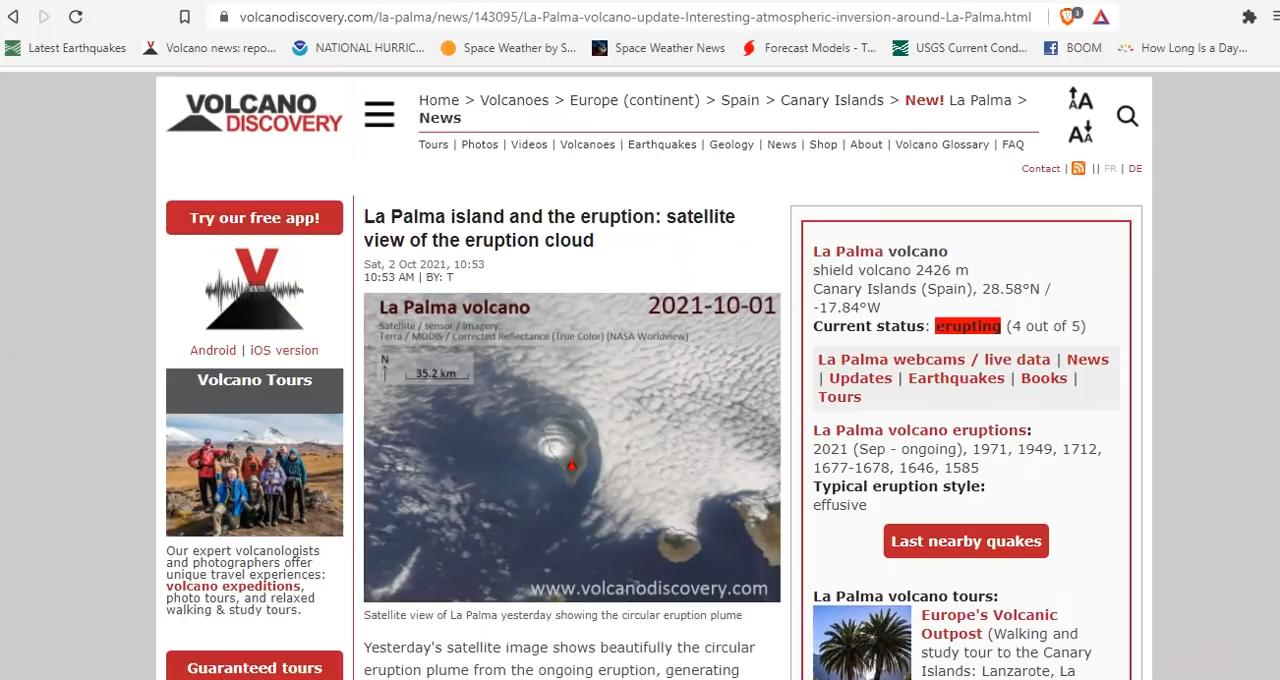 volcanodiscovery.com/la-palma/news/143095/La-Palma-volcano-update-Interesting-atmospheric-inversion-around-La-Palma.html
3
Latest Earthquakes
Volcano news: repo...
NATIONAL HURRIC...
Space Weather by S...
Space Weather News
Forecast Models - T...
USGS Current Cond...
BOOM
How Long Is a Day...
VOLCANO
DISCOVERY
Home > Volcanoes > Europe (continent) > Spain > Canary Islands > New! La Palma >
News
Tours | Photos | Videos | Volcanoes | Earthquakes | Geology | News | Shop | About | Volcano Glossary | FAQ
AA
AA
Contact | || FR | DE
Try our free app!
Android | iOS version
Volcano Tours
Our expert volcanologists
and photographers offer
unique travel experiences:
volcano expeditions,
photo tours, and relaxed
walking & study tours.
Guaranteed tours
La Palma island and the eruption: satellite
view of the eruption cloud
Sat, 2 Oct 2021, 10:53
10:53 AM | BY: T
La Palma volcano
2021-10-01
Satellite / sensor / imagery:
Terra / MODIS / Corrected Reflectance (True Color) (NASA Worldview)
N
35.2 km
www.volcanodiscovery.com
Satellite view of La Palma yesterday showing the circular eruption plume
Yesterday's satellite image shows beautifully the circular
eruption plume from the ongoing eruption, generating
La Palma volcano
shield volcano 2426 m
Canary Islands (Spain), 28.58°N /
-17.84°W
Current status: erupting (4 out of 5)
La Palma webcams / live data | News
| Updates | Earthquakes | Books |
Tours
La Palma volcano eruptions:
2021 (Sep - ongoing), 1971, 1949, 1712,
1677-1678, 1646, 1585
Typical eruption style:
effusive
Last nearby quakes
La Palma volcano tours:
Europe's Volcanic
Outpost (Walking and
study tour to the Canary
Islands: Lanzarote, La